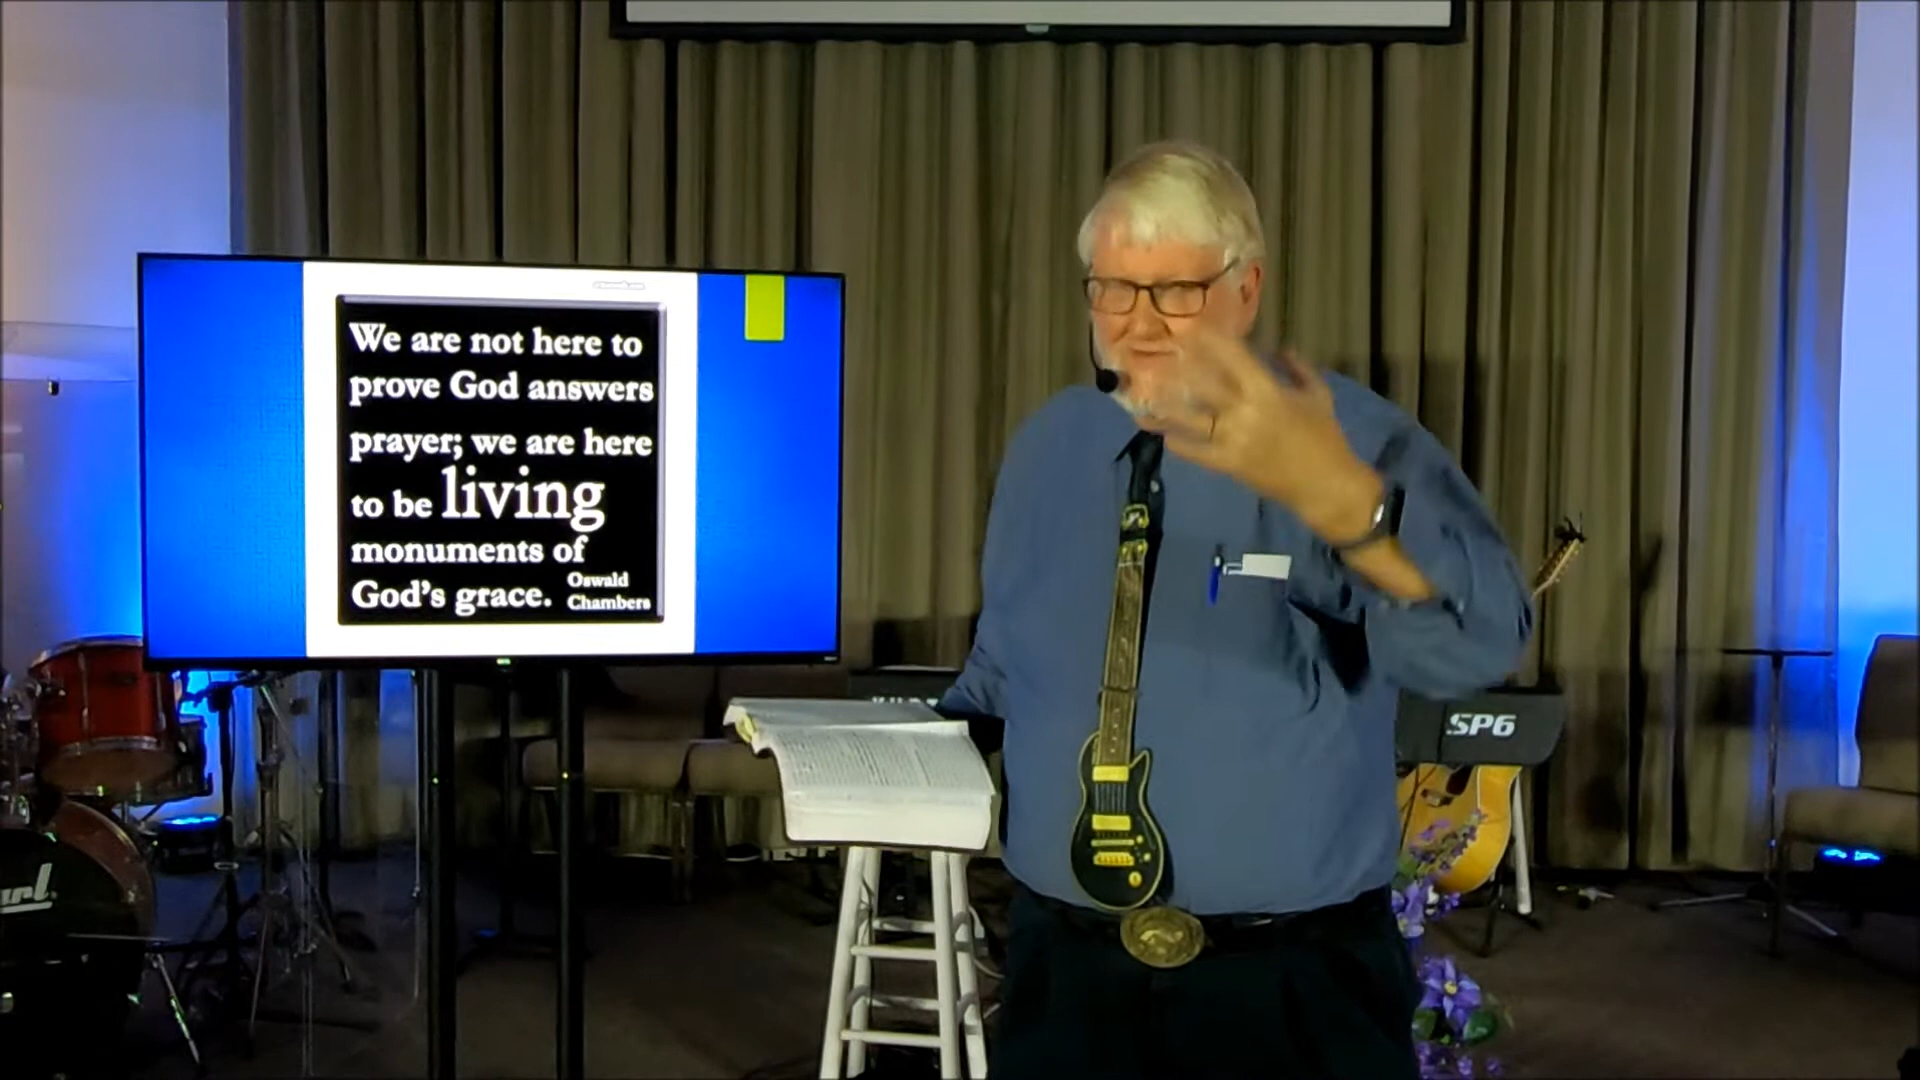 We are not here to
prove God answers
prayer; we are here
to be living
monuments of
God's grace.
Oswald
Chambers
SP6